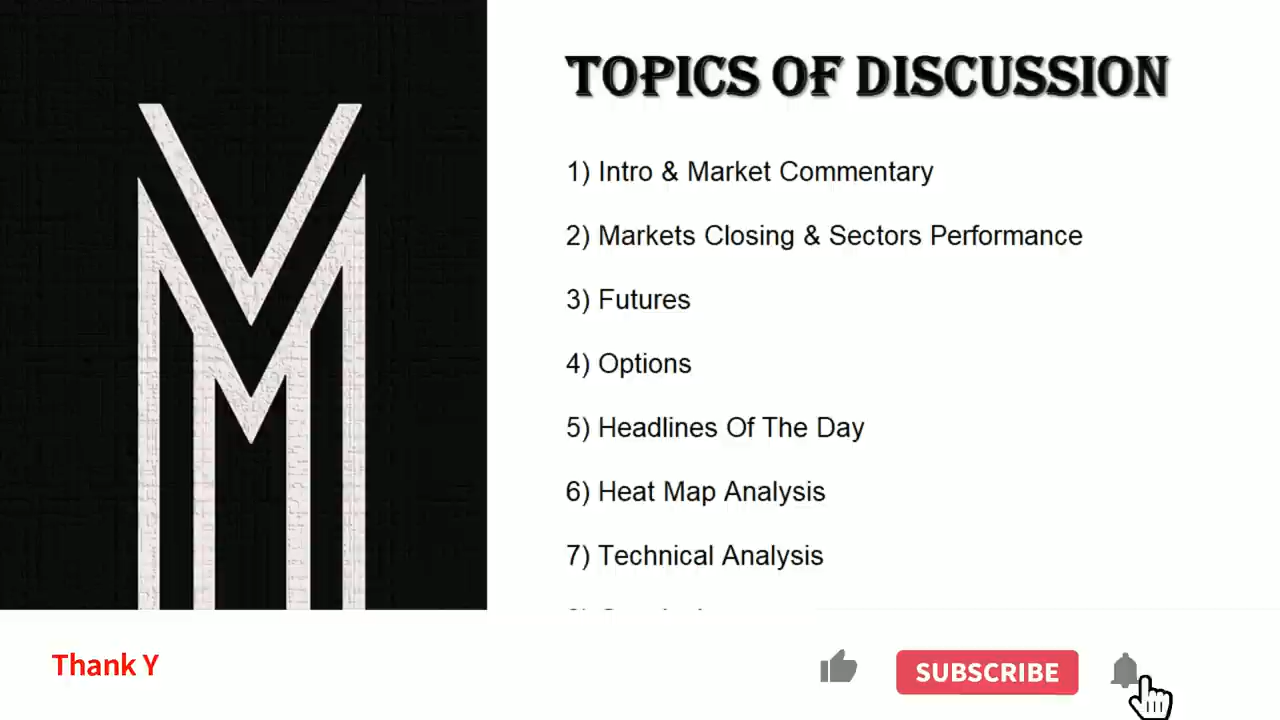 TOPICS OF DISCUSSION
1) Intro & Market Commentary
2) Markets Closing & Sectors Performance
3) Futures
4) Options
5) Headlines Of The Day
6) Heat Map Analysis
7) Technical Analysis
Thank Y
SUBSCRIBE